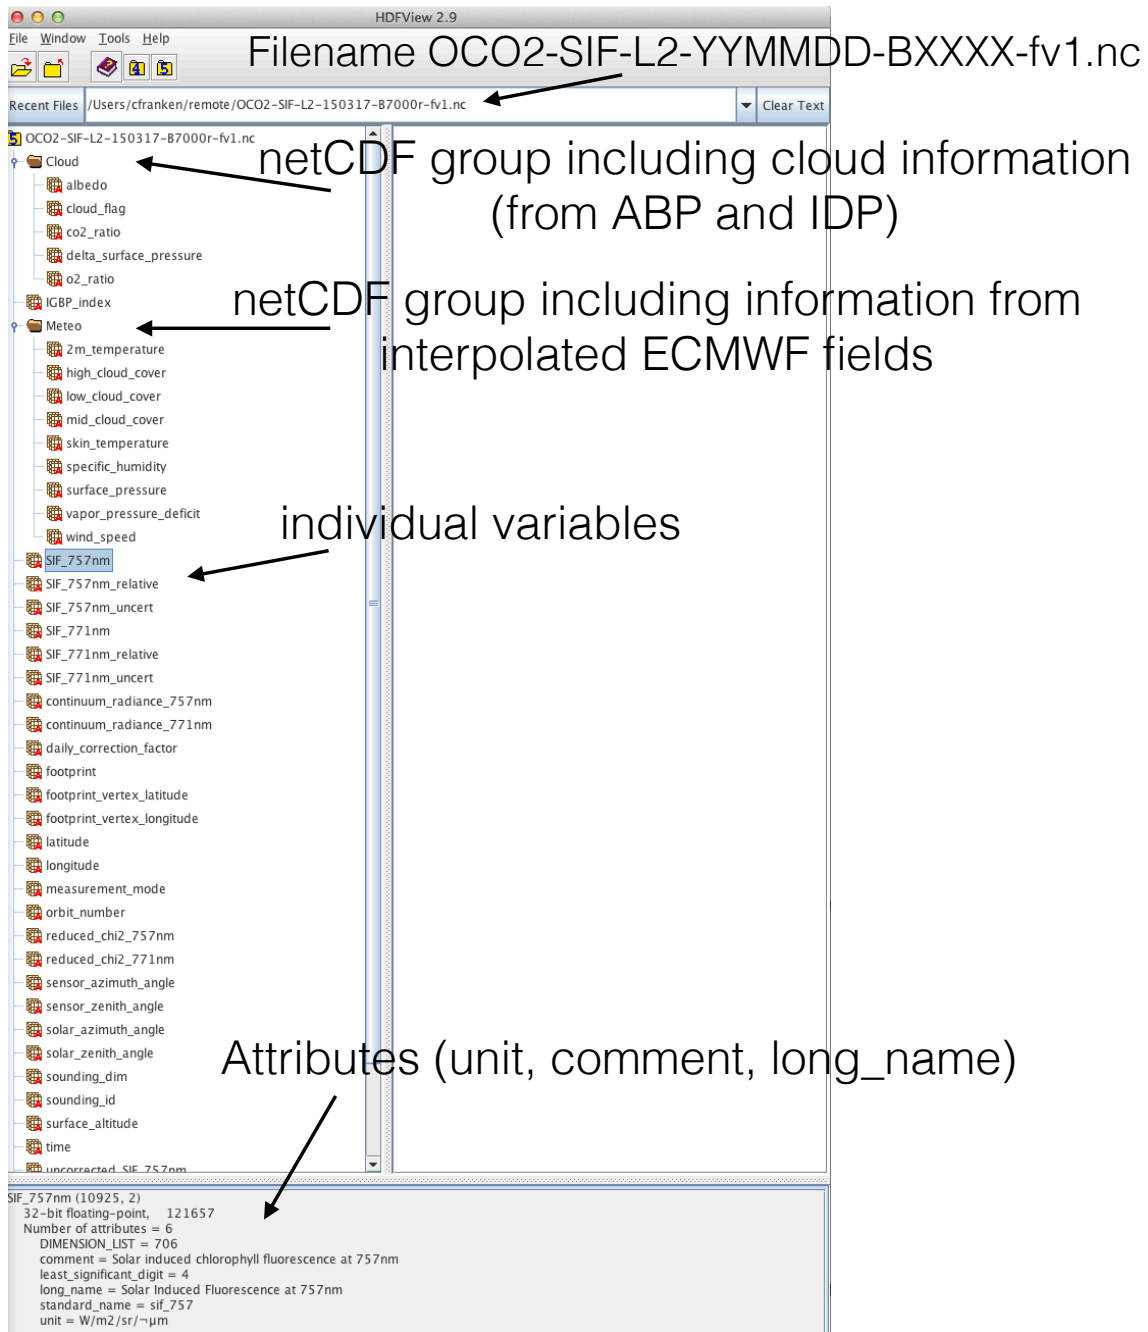 HDFView 2.9
File Window Tools Help
Filename OCO2-SIF-L2-YYMMDD-BXXXX-fv1.nc
4 5
Recent Files /Users/cfranken/remote/OCO2-SIF-L2-150317-B7000r-fv1.nc Clear Text
5 OCO2-SIF-L2-150317-B7000r-fv1.nc
netCDF group including cloud information
(from ABP and IDP)
Cloud
albedo
cloud_flag
co2_ratio
delta_surface_pressure
o2_ratio
IGBP_index
netCDF group including information from
interpolated ECMWF fields
Meteo
2m_temperature
high_cloud_cover
low_cloud_cover
mid_cloud_cover
skin_temperature
specific_humidity
surface_pressure
vapor_pressure_deficit
wind_speed
individual variables
SIF_757nm
SIF_757nm_relative
SIF_757nm_uncert
SIF_771nm
SIF_771nm_relative
SIF_771nm_uncert
continuum_radiance_757nm
continuum_radiance_771nm
daily_correction_factor
footprint
footprint_vertex_latitude
footprint_vertex_longitude
latitude
longitude
measurement_mode
orbit_number
reduced_chi2_757nm
reduced_chi2_771nm
sensor_azimuth_angle
sensor_zenith_angle
solar_azimuth_angle
solar_zenith_angle
Attributes (unit, comment, long_name)
sounding_dim
sounding_id
surface_altitude
time
uncorrected_SIF_757nm
SIF_757nm (10925, 2)
32-bit floating-point, 121657
Number of attributes = 6
DIMENSION_LIST = 706
comment = Solar induced chlorophyll fluorescence at 757nm
least_significant_digit = 4
long_name = Solar Induced Fluorescence at 757nm
standard_name = sif_757
unit = W/m2/sr/¬µm